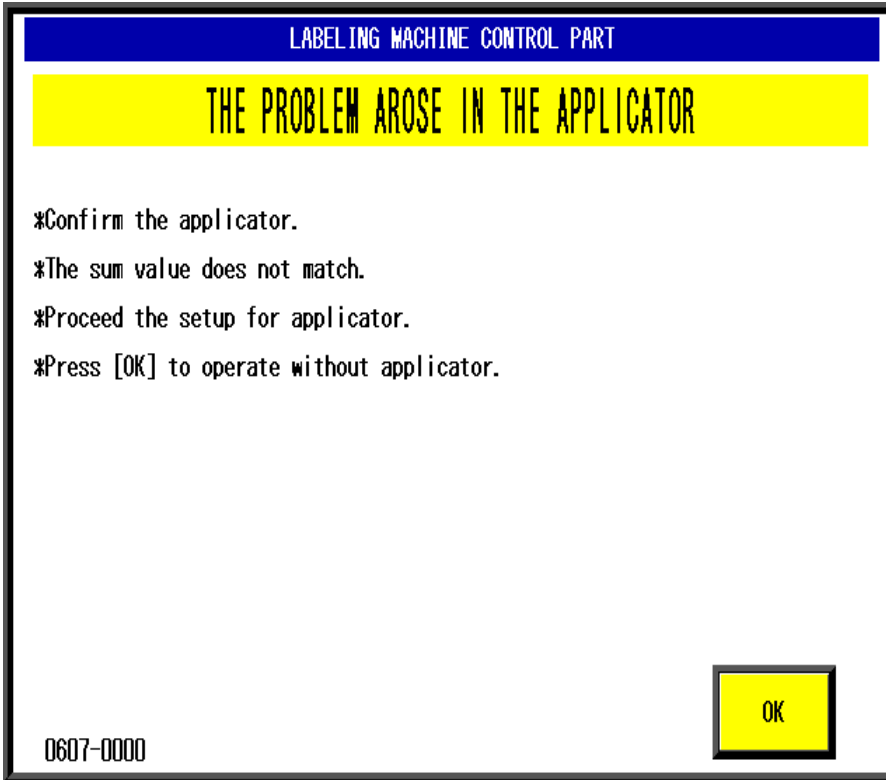 LABELING MACHINE CONTROL PART
THE PROBLEM AROSE IN THE APPLICATOR
*Confirm the applicator.
*The sum value does not match.
*Proceed the setup for applicator.
*Press [OK] to operate without applicator.
OK
0607-0000